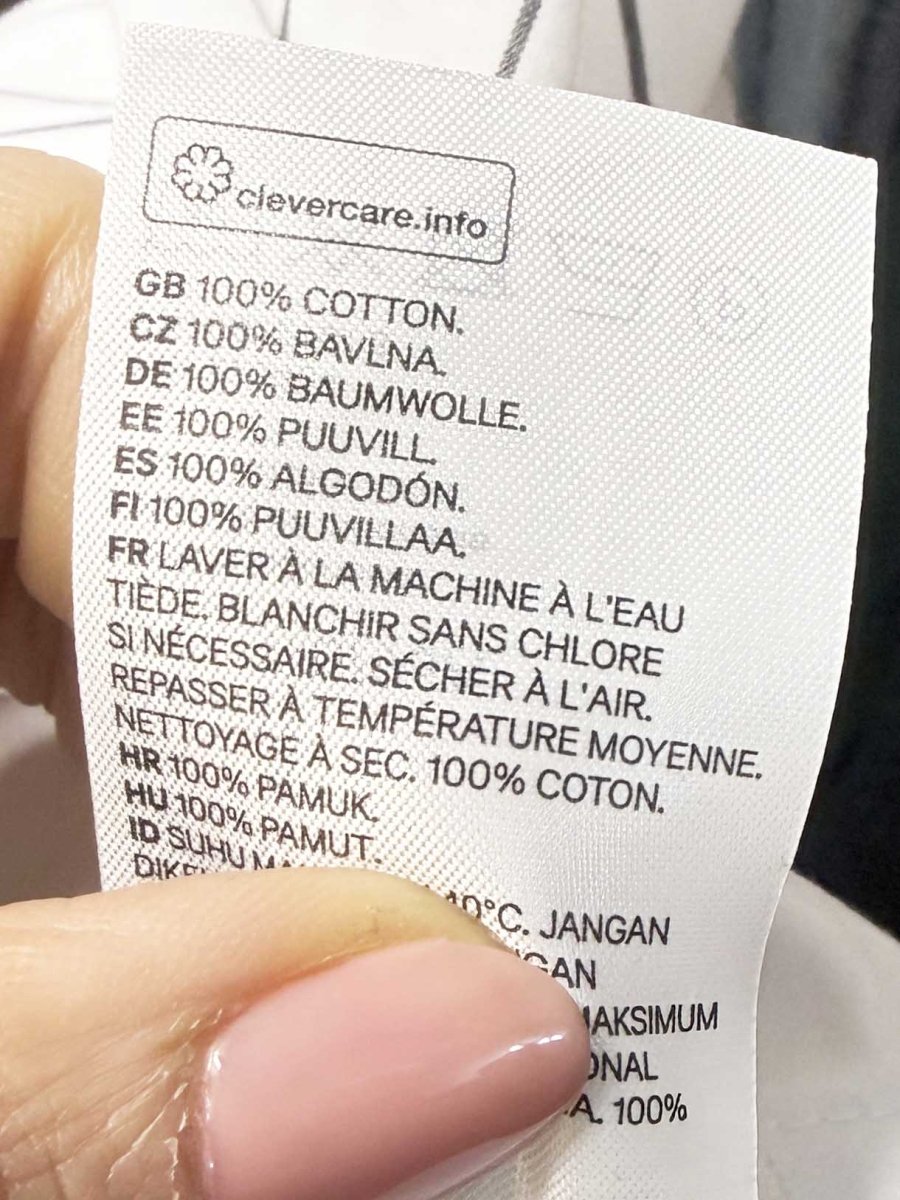 clevercare.info
GB 100% COTTON.
CZ 100% BAVLNA.
DE 100% BAUMWOLLE.
EE 100% PUUVILL.
ES 100% ALGODÓN.
FI 100% PUUVILLAA.
FR LAVER À LA MACHINE À L'EAU
TIÈDE. BLANCHIR SANS CHLORE
SI NÉCESSAIRE. SÉCHER À L'AIR.
REPASSER À TEMPÉRATURE MOYENNE.
NETTOYAGE À SEC. 100% COTON.
HR 100% PAMUK.
HU 100% PAMUT.
ID SUHU
JANGAN
100%